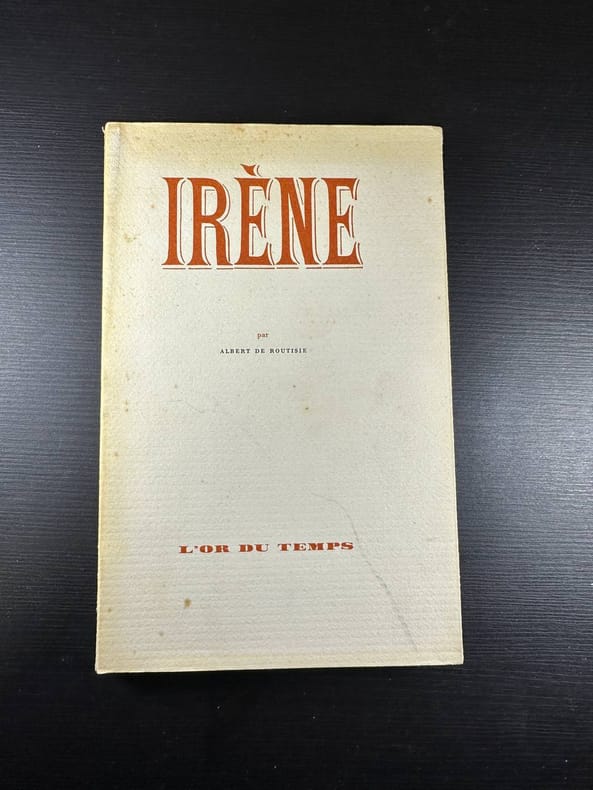 IRÈNE
par
ALBERT DE ROUTISIE
L'OR DU TEMPS